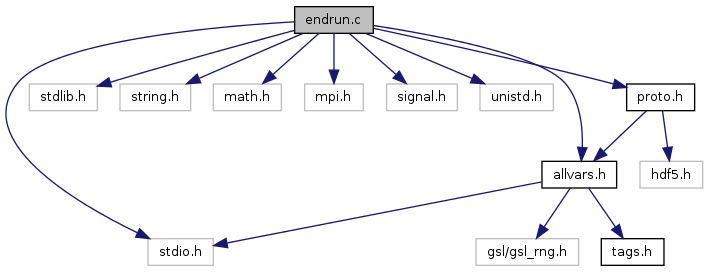 endrun.c
stdlib.h
string.h
math.h
mpi.h
signal.h
unistd.h
proto.h
allvars.h
hdf5.h
stdio.h
gsl/gsl_rng.h
tags.h